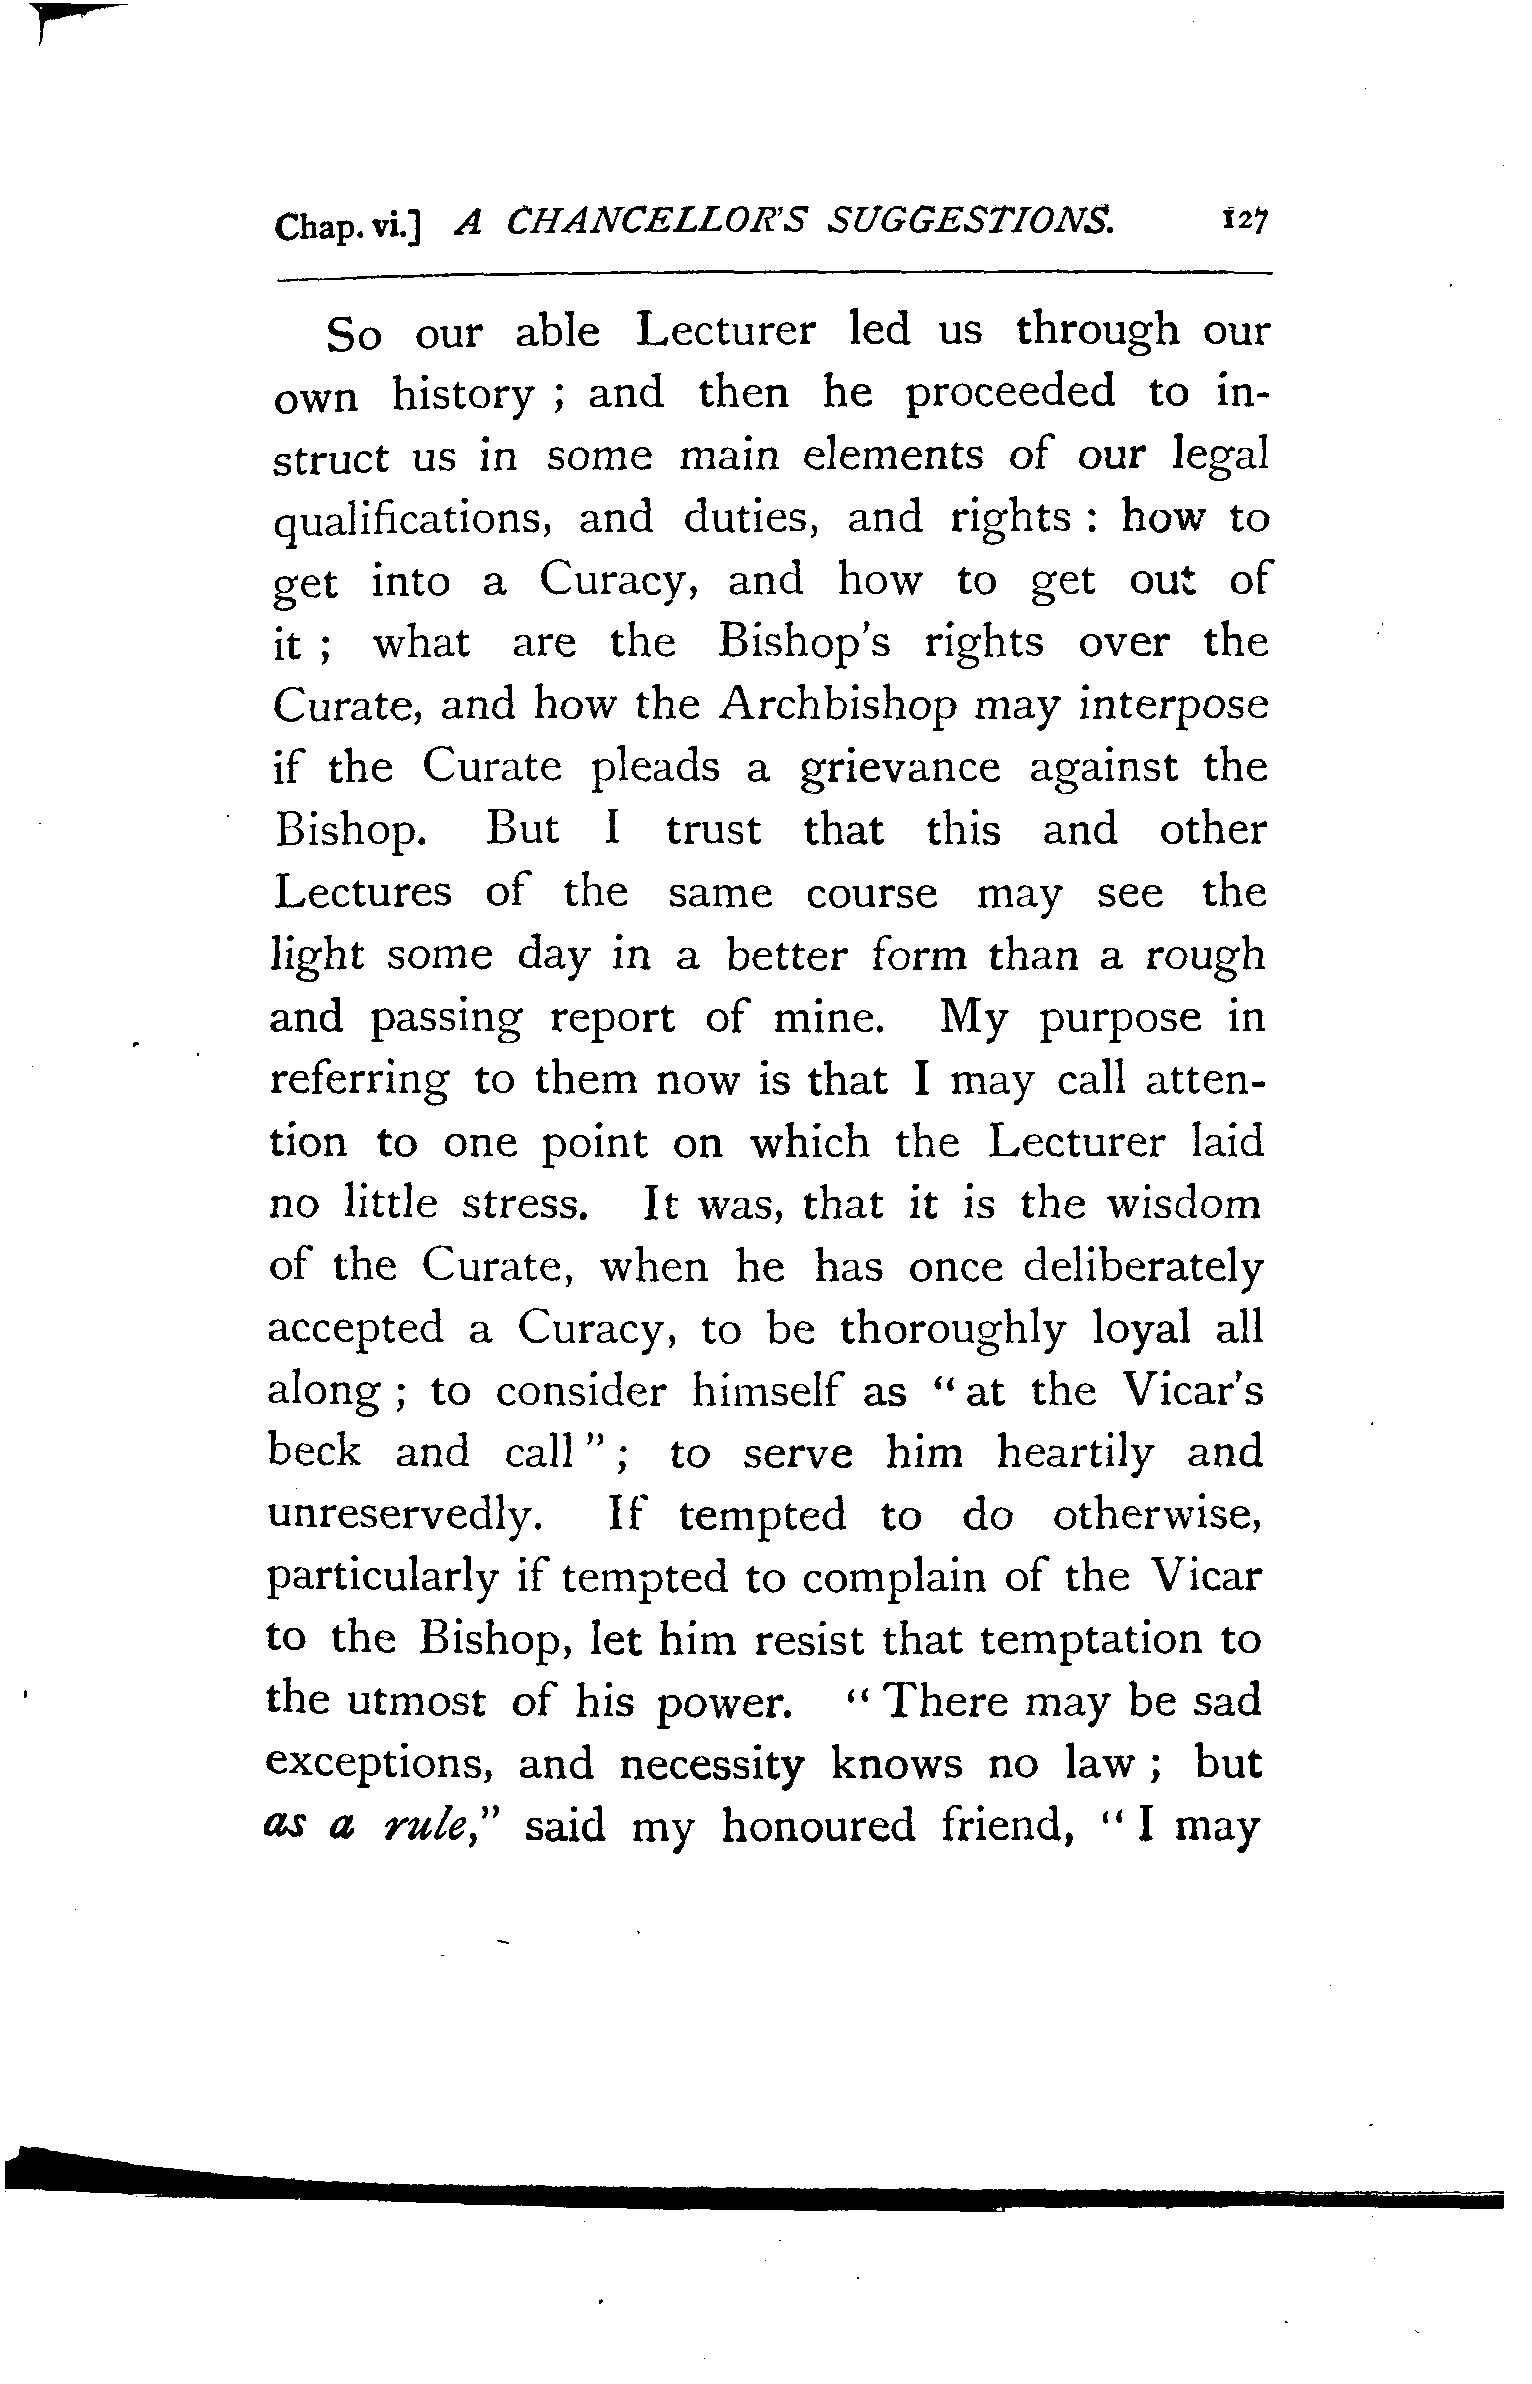 Chap. vi.] A CHANCELLOR'S SUGGESTIONS. 127
So our able Lecturer led us through our
own history ; and then he proceeded to in-
struct us in some main elements of our legal
qualifications, and duties, and rights : how to
get into a Curacy, and how to get out of
it ; what are the Bishop's rights over the
Curate, and how the Archbishop may interpose
if the Curate pleads a grievance against the
Bishop. But I trust that this and other
Lectures of the same course may see the
light some day in a better form than a rough
and passing report of mine. My purpose in
referring to them now is that I may call atten-
tion to one point on which the Lecturer laid
no little stress. It was, that it is the wisdom
of the Curate, when he has once deliberately
accepted a Curacy, to be thoroughly loyal all
along ; to consider himself as " at the Vicar's
beck and call " ; to serve him heartily and
unreservedly. If tempted to do otherwise,
particularly if tempted to complain of the Vicar
to the Bishop, let him resist that temptation to
the utmost of his power. " There may be sad
exceptions, and necessity knows no law ; but
as a rule," said my honoured friend, " I may